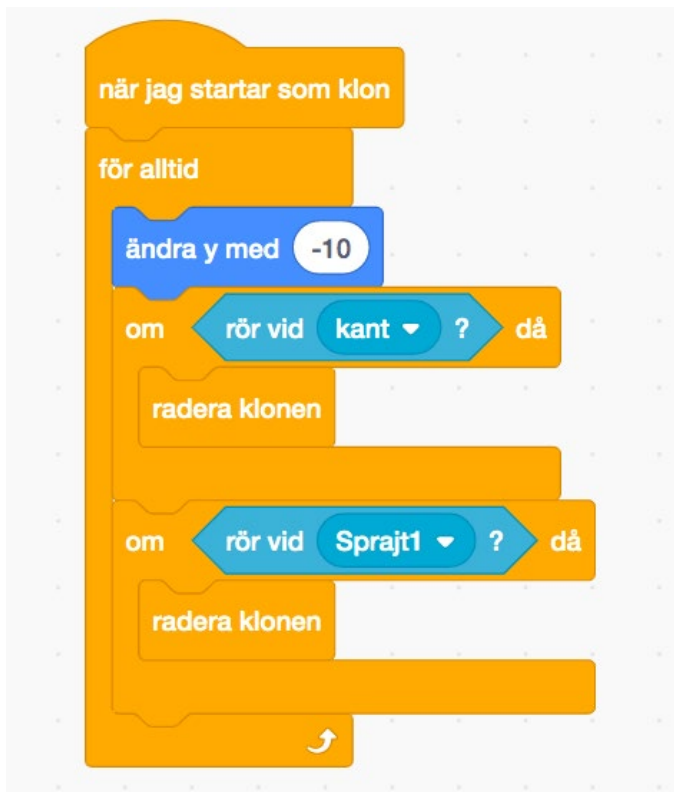 när jag startar som klon
för alltid
ändra y med -10
om rör vid kant ? då
radera klonen
om rör vid Sprajt1 ? då
radera klonen